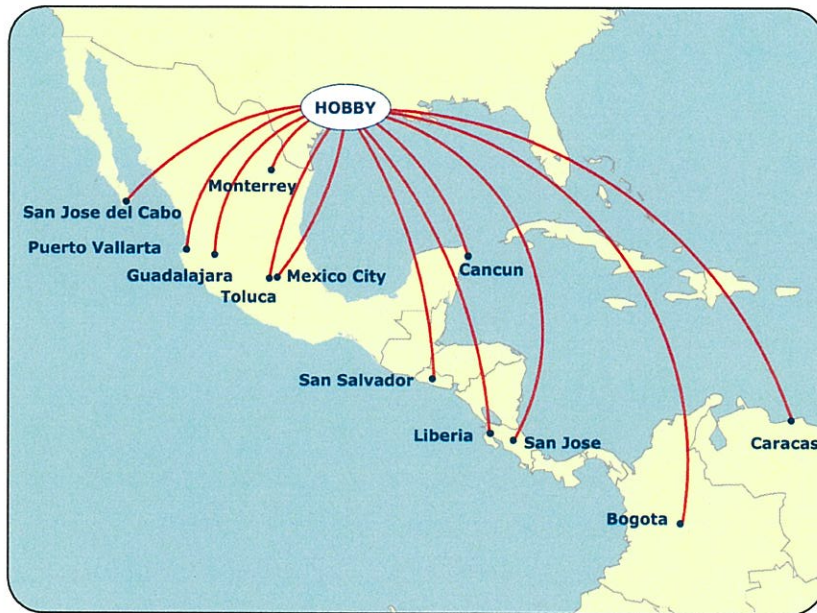 HOBBY
Monterrey
San Jose del Cabo
Puerto Vallarta
Guadalajara
Mexico City
Toluca
Cancun
San Salvador
Liberia
San Jose
Caracas
Bogota